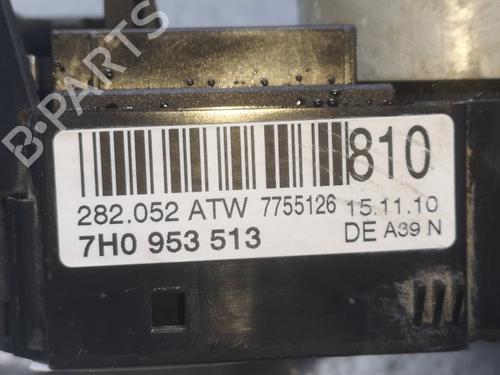 B-PARTS
810
282.052 ATW 7755126 15.11.10
7H0 953 513 DE A39 N